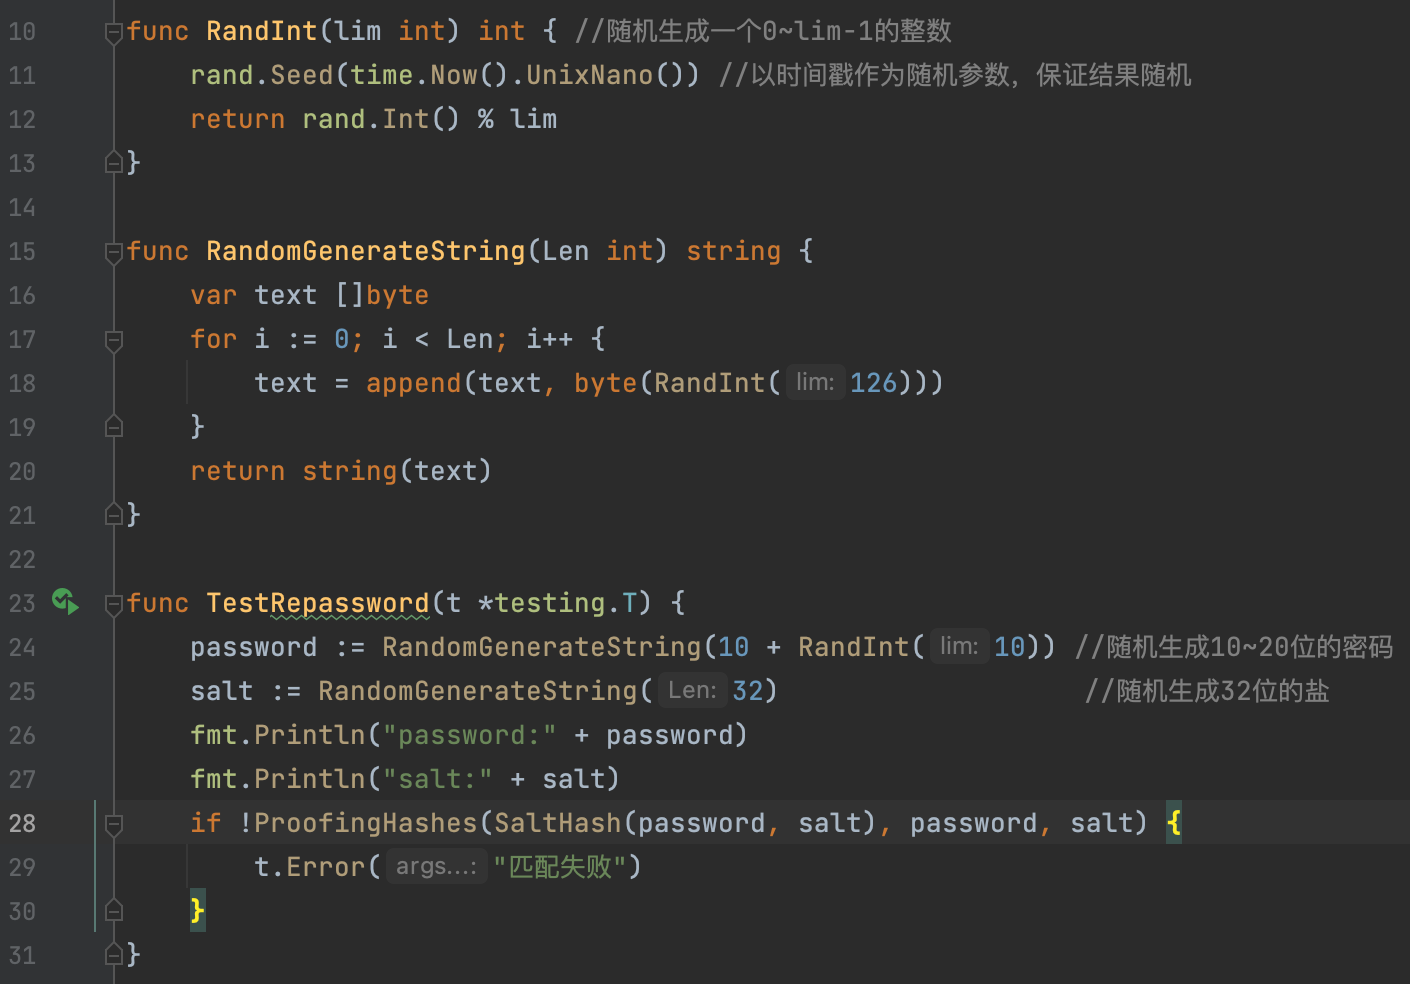 10 func RandInt(lim int) int { //随机生成一个0~lim-1的整数
11 rand.Seed(time.Now().UnixNano()) //以时间戳作为随机参数，保证结果随机
12 return rand.Int() % lim
13 }
14
15 func RandomGenerateString(Len int) string {
16 var text []byte
17 for i := 0; i < Len; i++ {
18 text = append(text, byte(RandInt( lim: 126)))
19 }
20 return string(text)
21 }
22
23 func TestRepassword(t *testing.T) {
24 password := RandomGenerateString(10 + RandInt( lim: 10)) //随机生成10~20位的密码
25 salt := RandomGenerateString( Len: 32) //随机生成32位的盐
26 fmt.Println("password:" + password)
27 fmt.Println("salt:" + salt)
28 if !ProofingHashes(SaltHash(password, salt), password, salt) {
29 t.Error( args...: "匹配失败")
30 }
31 }